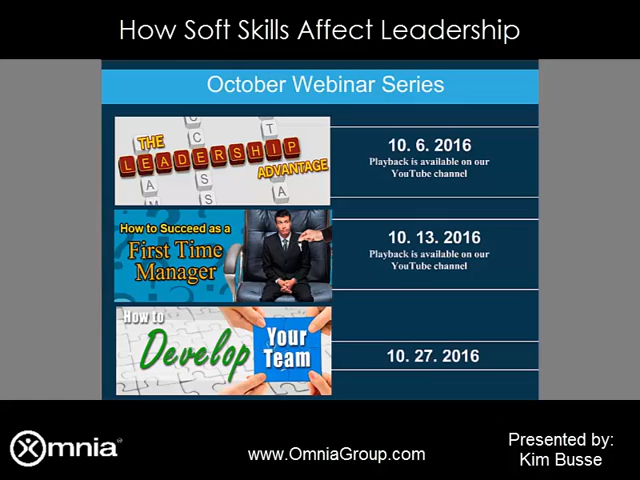 How Soft Skills Affect Leadership
October Webinar Series
THE
LEADERSHIP
ADVANTAGE
10. 6. 2016
Playback is available on our
YouTube channel
How to Succeed as a
First Time
Manager
10. 13. 2016
Playback is available on our
YouTube channel
How to
Develop
Your
Team
10. 27. 2016
Omnia
www.OmniaGroup.com
Presented by:
Kim Busse